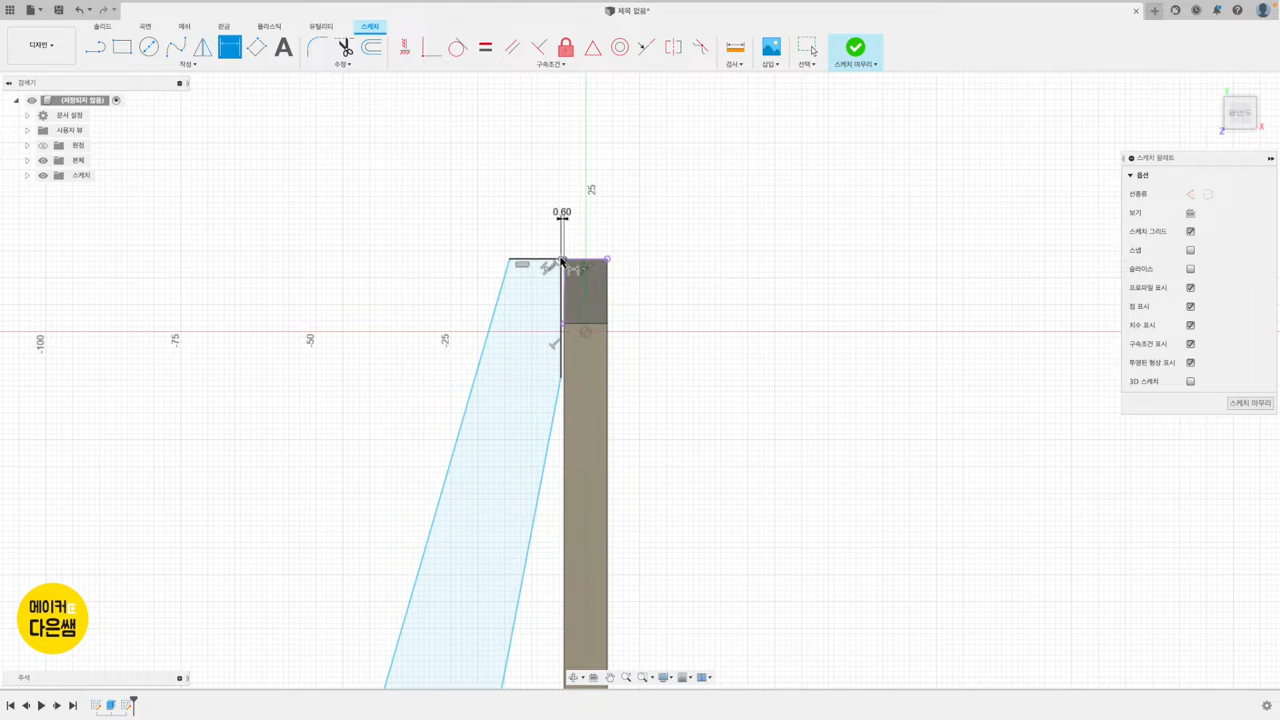 제목 없음*
솔리드 곡면 메쉬 판금 플라스틱 유틸리티 스케치
디자인
작성 수정 구속조건 검사 삽입 선택 스케치 마무리
검색기
(저장되지 않음)
문서 설정
사용자 뷰
원점
본체
스케치
25
0.60
-100
-75
-50
-25
X
Z
스케치 팔레트
옵션
선종류
보기
스케치 그리드
스냅
슬라이스
프로파일 표시
점 표시
치수 표시
구속조건 표시
투영된 형상 표시
3D 스케치
스케치 마무리
메이커
다은쌤
주석